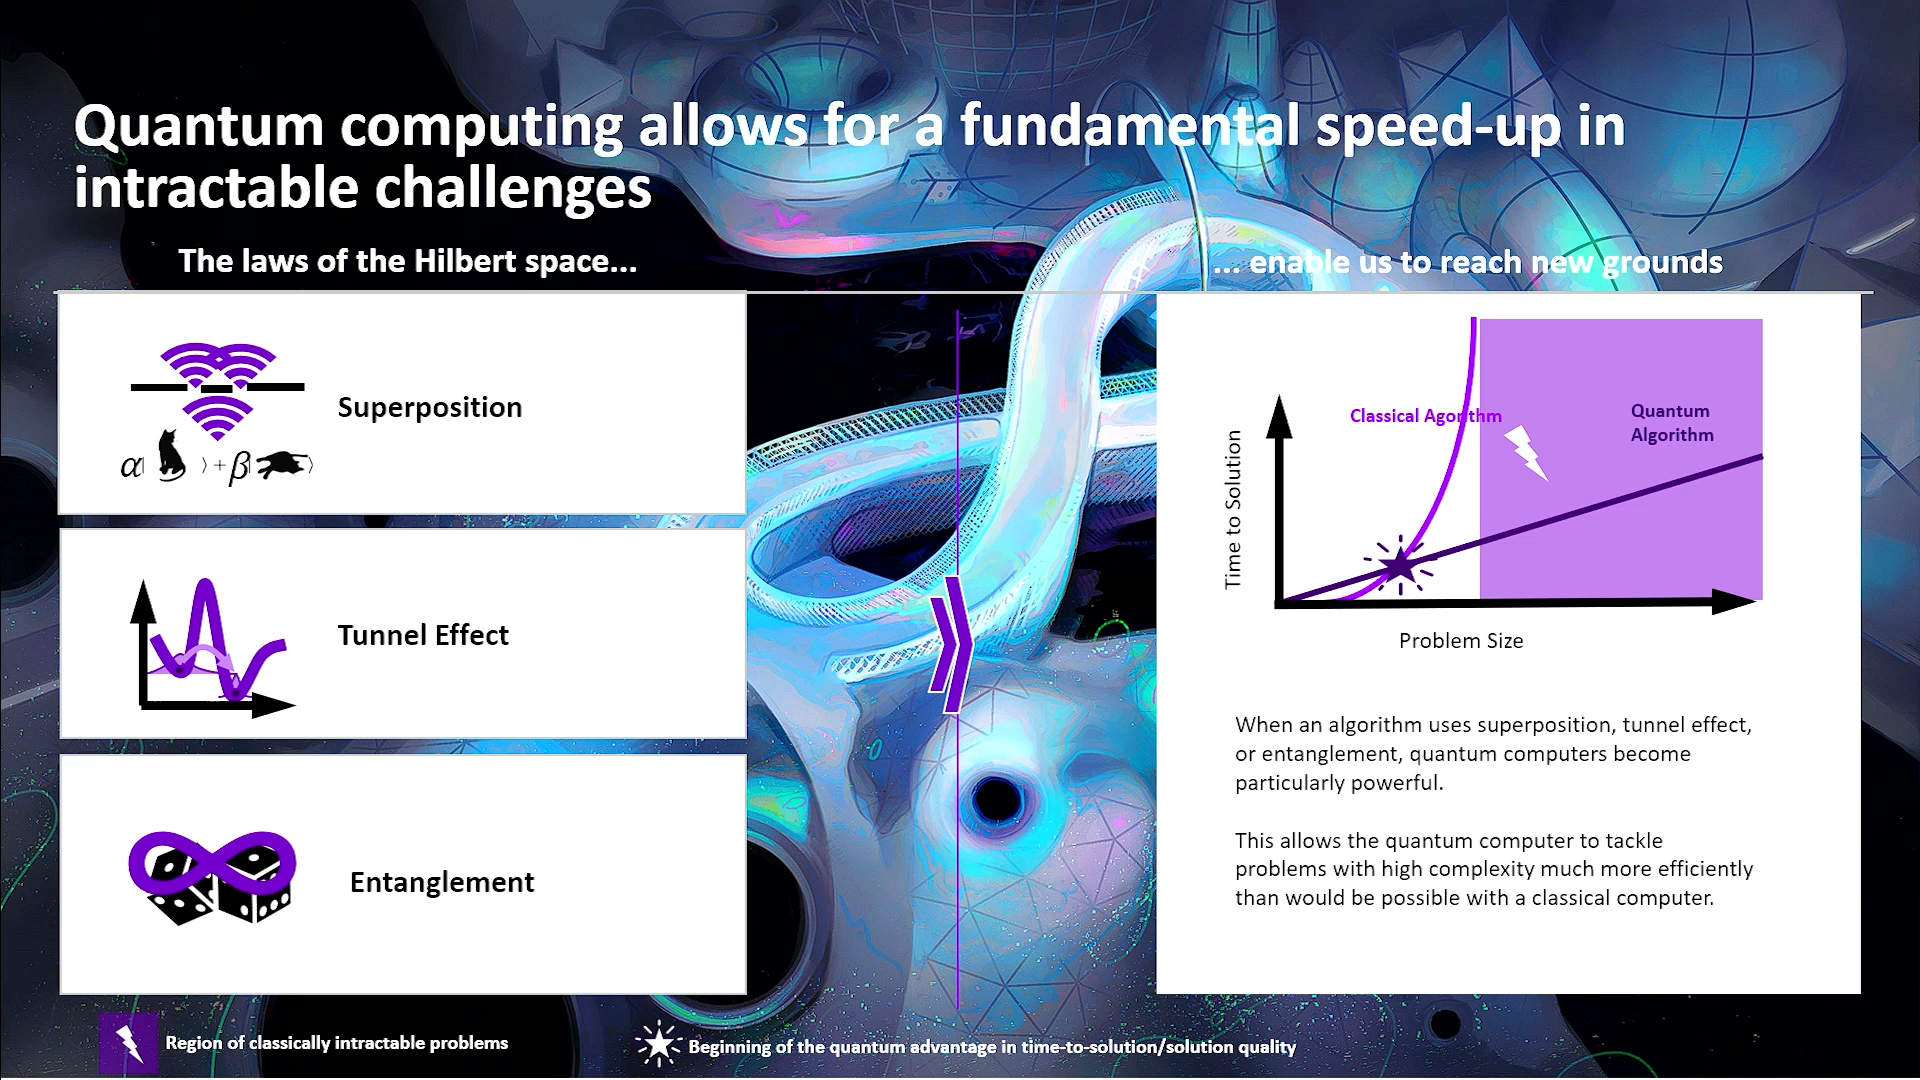 Quantum computing allows for a fundamental speed-up in
intractable challenges
The laws of the Hilbert space...
... enable us to reach new grounds
Superposition
α| ⟩+β| ⟩
Tunnel Effect
Entanglement
Classical Agorithm
Quantum
Algorithm
Time to Solution
Problem Size
When an algorithm uses superposition, tunnel effect,
or entanglement, quantum computers become
particularly powerful.
This allows the quantum computer to tackle
problems with high complexity much more efficiently
than would be possible with a classical computer.
Region of classically intractable problems
Beginning of the quantum advantage in time-to-solution/solution quality